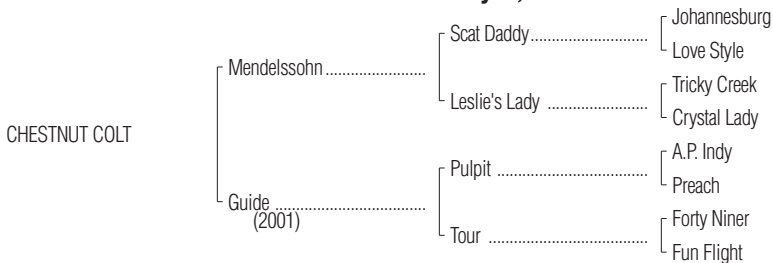 Johannesburg
Scat Daddy
Love Style
Mendelssohn
Tricky Creek
Leslie's Lady
Crystal Lady
CHESTNUT COLT
A.P. Indy
Pulpit
Preach
Guide
(2001)
Forty Niner
Tour
Fun Flight